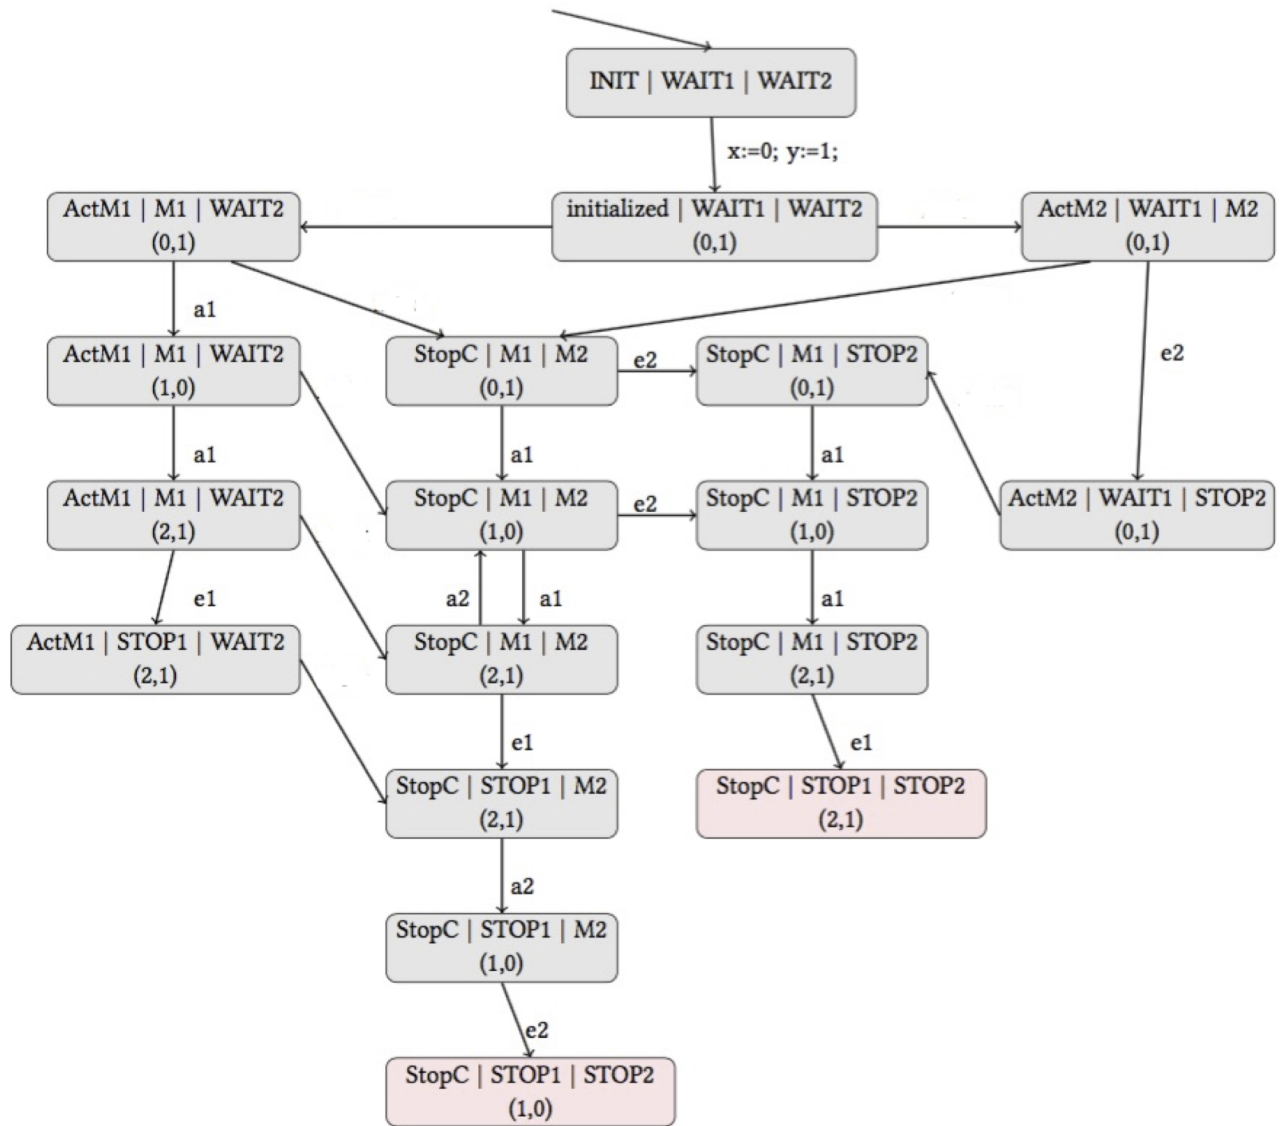 INIT | WAIT1 | WAIT2
x:=0; y:=1;
ActM1 | M1 | WAIT2
(0,1)
initialized | WAIT1 | WAIT2
(0,1)
ActM2 | WAIT1 | M2
(0,1)
a1
e2
ActM1 | M1 | WAIT2
(1,0)
StopC | M1 | M2
(0,1)
e2
StopC | M1 | STOP2
(0,1)
a1
a1
a1
ActM1 | M1 | WAIT2
(2,1)
StopC | M1 | M2
(1,0)
e2
StopC | M1 | STOP2
(1,0)
ActM2 | WAIT1 | STOP2
(0,1)
e1
a2
a1
a1
ActM1 | STOP1 | WAIT2
(2,1)
StopC | M1 | M2
(2,1)
StopC | M1 | STOP2
(2,1)
e1
e1
StopC | STOP1 | M2
(2,1)
StopC | STOP1 | STOP2
(2,1)
a2
StopC | STOP1 | M2
(1,0)
e2
StopC | STOP1 | STOP2
(1,0)